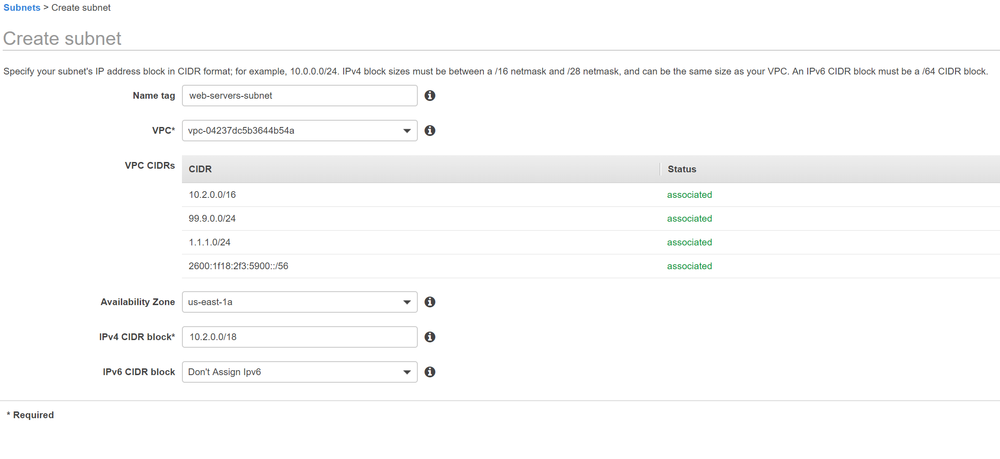 Subnets > Create subnet
Create subnet
Specify your subnet's IP address block in CIDR format; for example, 10.0.0.0/24. IPv4 block sizes must be between a /16 netmask and /28 netmask, and can be the same size as your VPC. An IPv6 CIDR block must be a /64 CIDR block.
Name tag web-servers-subnet
VPC* vpc-04237dc5b3644b54a
VPC CIDRs CIDR Status
10.2.0.0/16 associated
99.9.0.0/24 associated
1.1.1.0/24 associated
2600:1f18:2f3:5900::/56 associated
Availability Zone us-east-1a
IPv4 CIDR block* 10.2.0.0/18
IPv6 CIDR block Don't Assign Ipv6
* Required